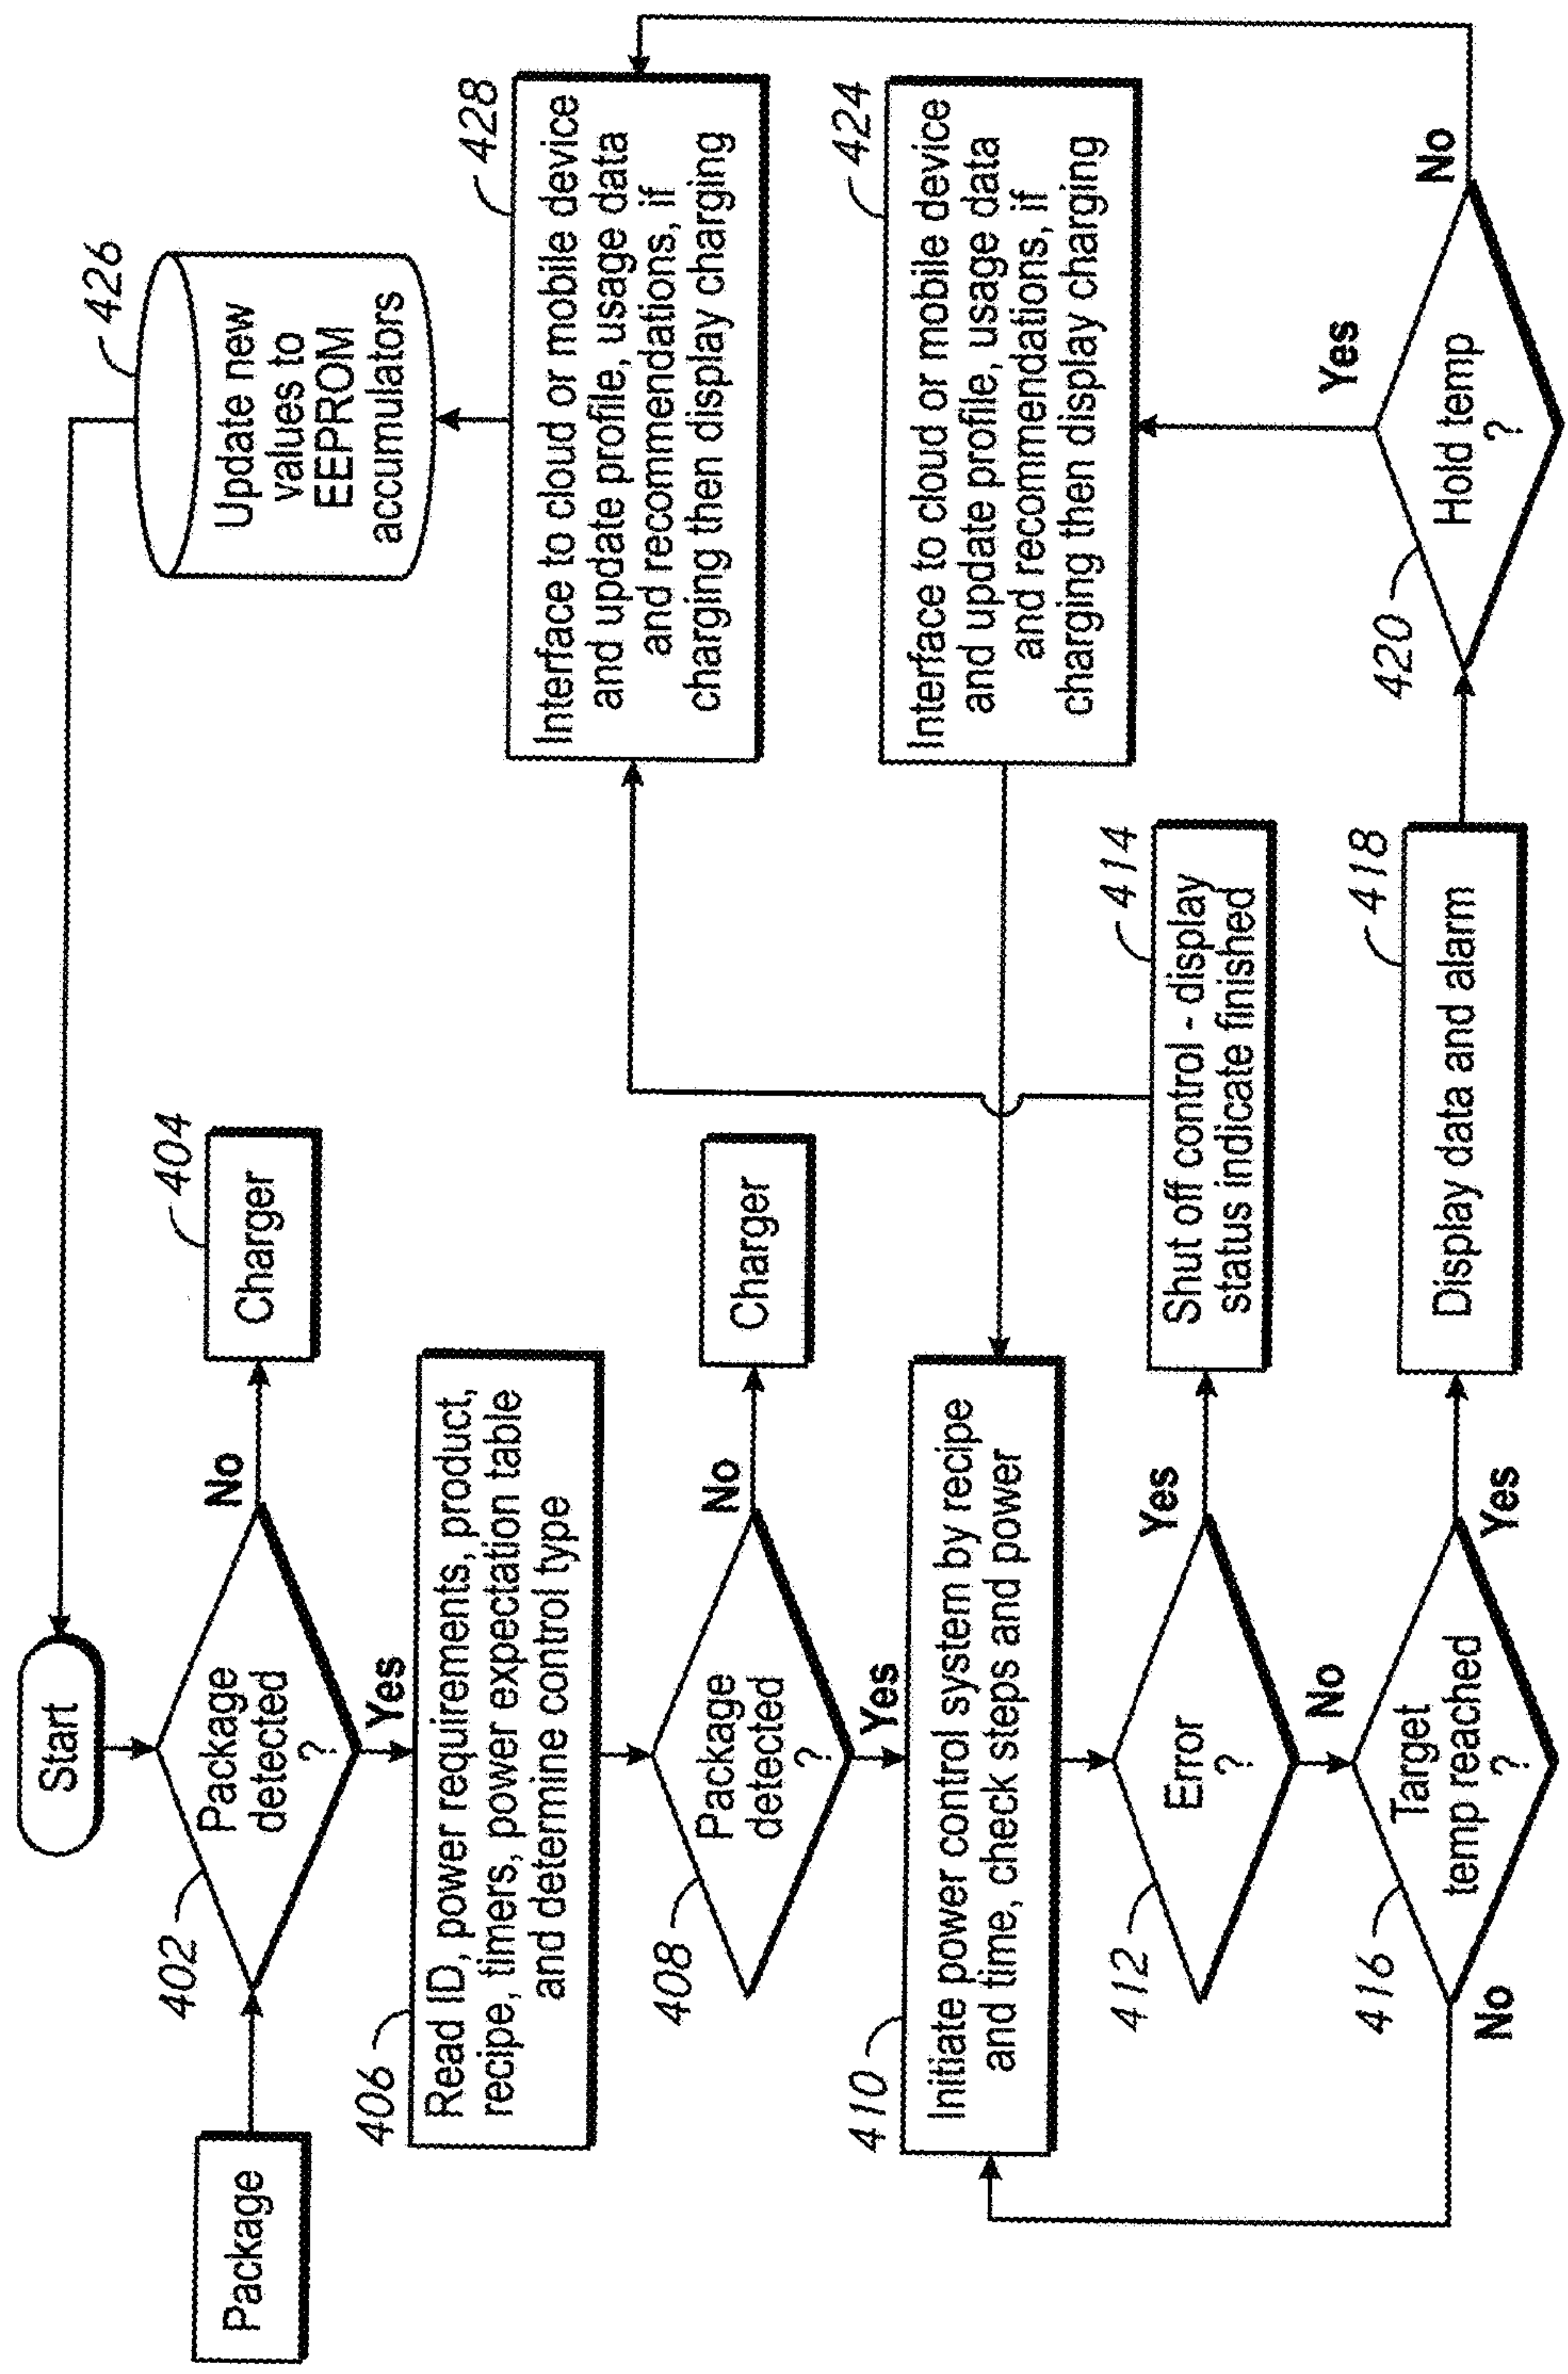 Start
Package
402
Package
detected
?
No
404
Charger
Yes
406
Read ID, power requirements, product,
recipe, timers, power expectation table
and determine control type
408
Package
detected
?
No
Charger
Yes
410
Initiate power control system by recipe
and time, check steps and power
412
Error
?
Yes
414
Shut off control - display
status indicate finished
No
416
Target
temp reached
?
No
Yes
418
Display data and alarm
420
Hold temp
?
Yes
No
424
Interface to cloud or mobile device
and update profile, usage data
and recommendations, if
charging then display charging
428
Interface to cloud or mobile device
and update profile, usage data
and recommendations, if
charging then display charging
426
Update new
values to
EEPROM
accumulators